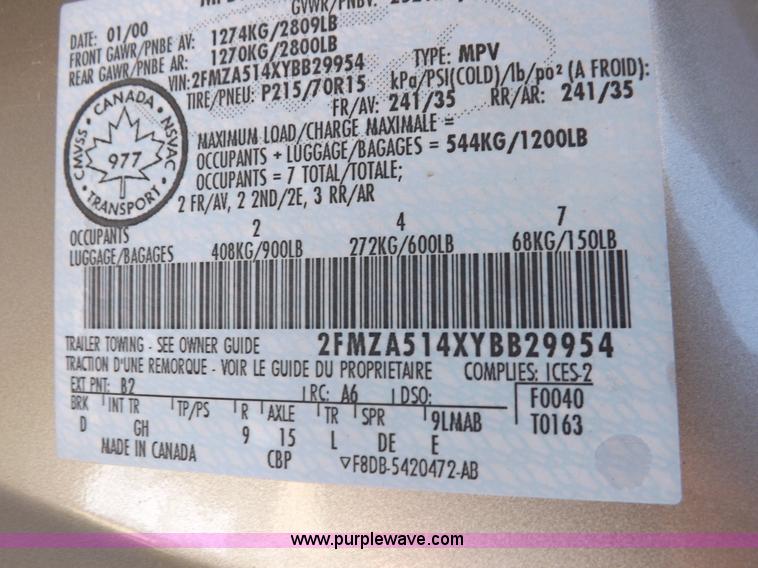 GVWR/PNBV:
DATE: 01/00
FRONT GAWR/PNBE AV: 1274KG/2809LB
REAR GAWR/PNBE AR: 1270KG/2800LB
VIN: 2FMZA514XYBB29954 TYPE: MPV
TIRE/PNEU: P215/70R15 kPa/PSI(COLD)/lb/po² (A FROID):
FR/AV: 241/35 RR/AR: 241/35
CANADA
CMVSS NSVAC
977
TRANSPORT
MAXIMUM LOAD/CHARGE MAXIMALE =
OCCUPANTS + LUGGAGE/BAGAGES = 544KG/1200LB
OCCUPANTS = 7 TOTAL/TOTALE;
2 FR/AV, 2 2ND/2E, 3 RR/AR
OCCUPANTS 2 4 7
LUGGAGE/BAGAGES 408KG/900LB 272KG/600LB 68KG/150LB
TRAILER TOWING - SEE OWNER GUIDE 2FMZA514XYBB29954
TRACTION D'UNE REMORQUE - VOIR LE GUIDE DU PROPRIETAIRE COMPLIES: ICES-2
EXT PNT: B2 RC: A6 DSO: F0040
BRK INT TR TP/PS R AXLE TR SPR 9LMAB T0163
D GH 9 15 L DE E
MADE IN CANADA CBP ▽F8DB-5420472-AB
www.purplewave.com